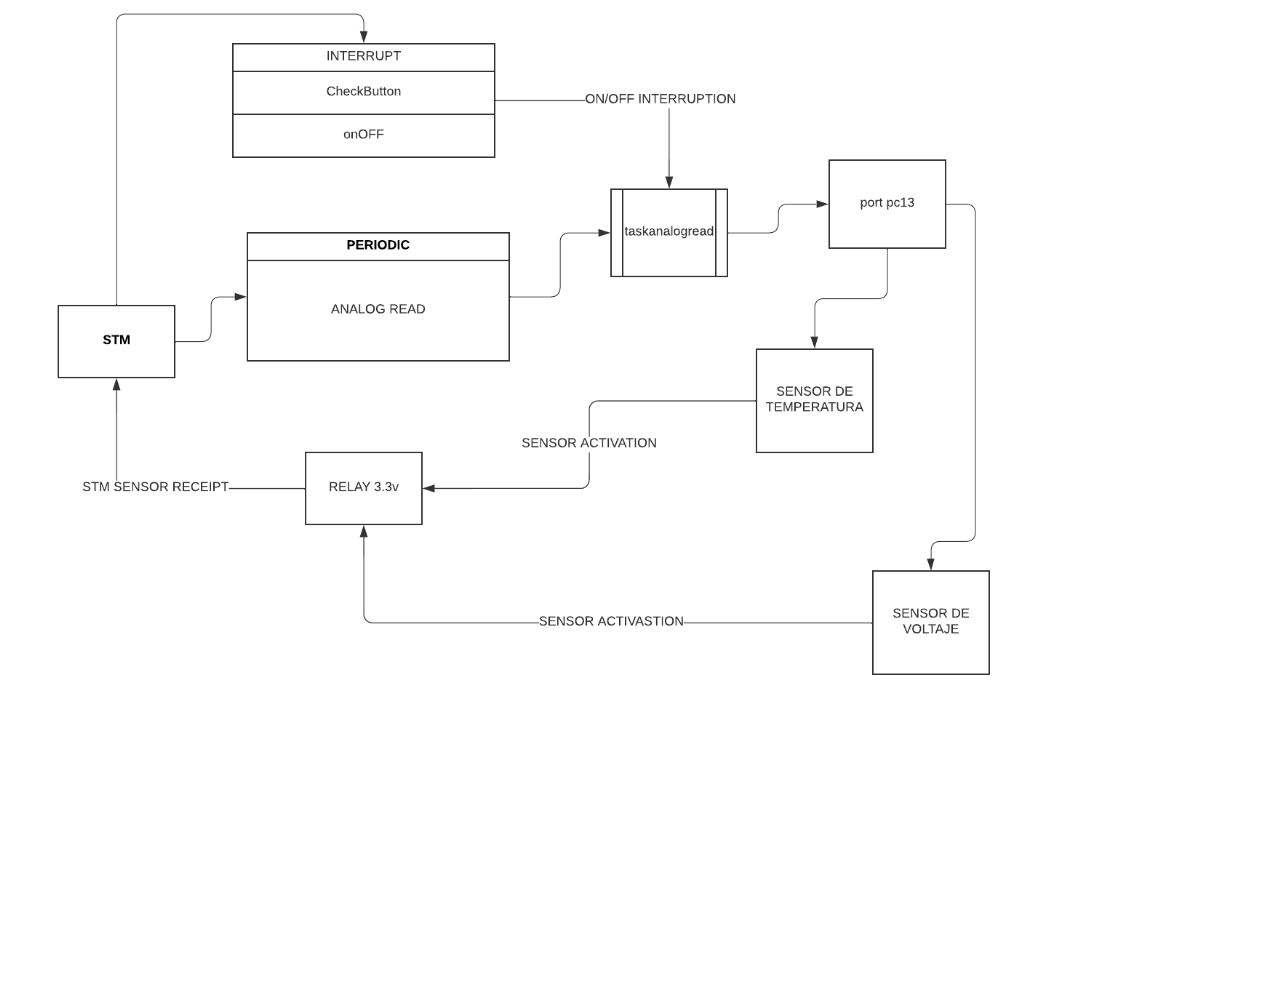 INTERRUPT
CheckButton
ON/OFF INTERRUPTION
onOFF
port pc13
taskanalogread
PERIODIC
ANALOG READ
STM
SENSOR DE
TEMPERATURA
SENSOR ACTIVATION
STM SENSOR RECEIPT
RELAY 3.3v
SENSOR DE
VOLTAJE
SENSOR ACTIVASTION